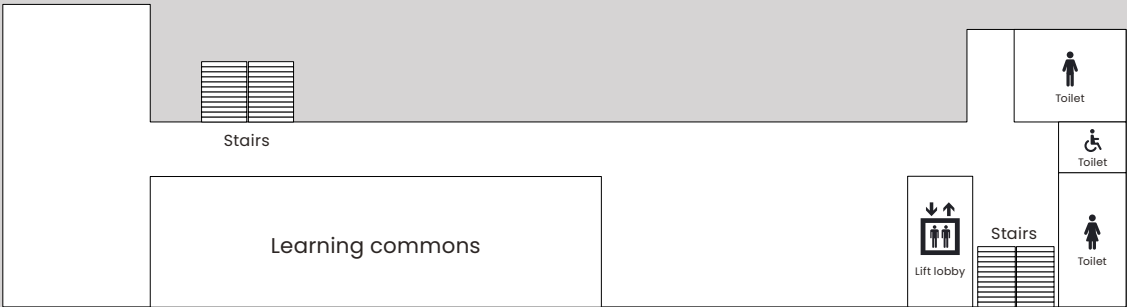 Toilet
Stairs
Toilet
Learning commons
Stairs
Lift lobby
Toilet